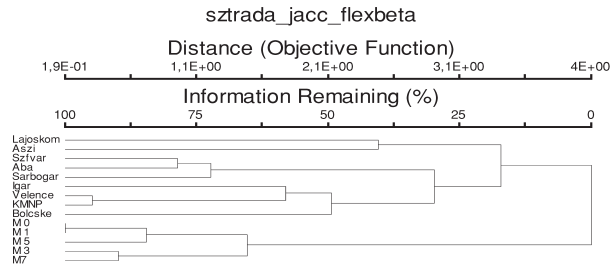 sztrada_jacc_flexbeta
Distance (Objective Function)
1,9E-01 1,1E+00 2,1E+00 3,1E+00 4E+00
Information Remaining (%)
100 75 50 25 0
Lajoskom
Aszi
Szfvar
Aba
Sarbogar
Igar
Velence
KMNP
Bolcske
M 0
M 1
M 5
M 3
M7